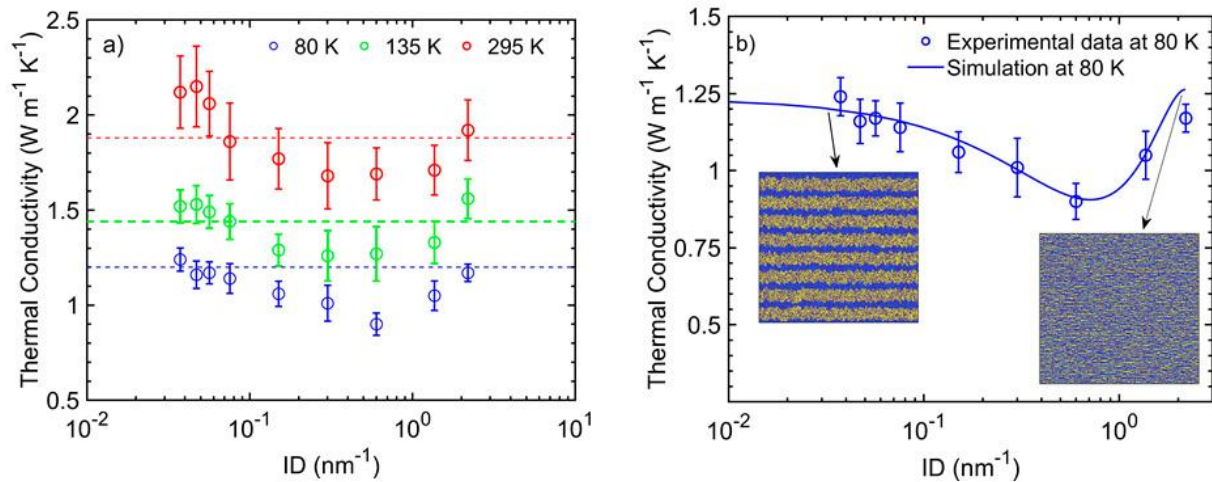 a)
80 K 135 K 295 K
2.5
2
1.5
1
0.5
Thermal Conductivity (W m⁻¹ K⁻¹)
10⁻² 10⁻¹ 10⁰ 10¹
ID (nm⁻¹)
b)
Experimental data at 80 K
Simulation at 80 K
1.5
1.25
1
0.75
0.5
Thermal Conductivity (W m⁻¹ K⁻¹)
10⁻² 10⁻¹ 10⁰
ID (nm⁻¹)